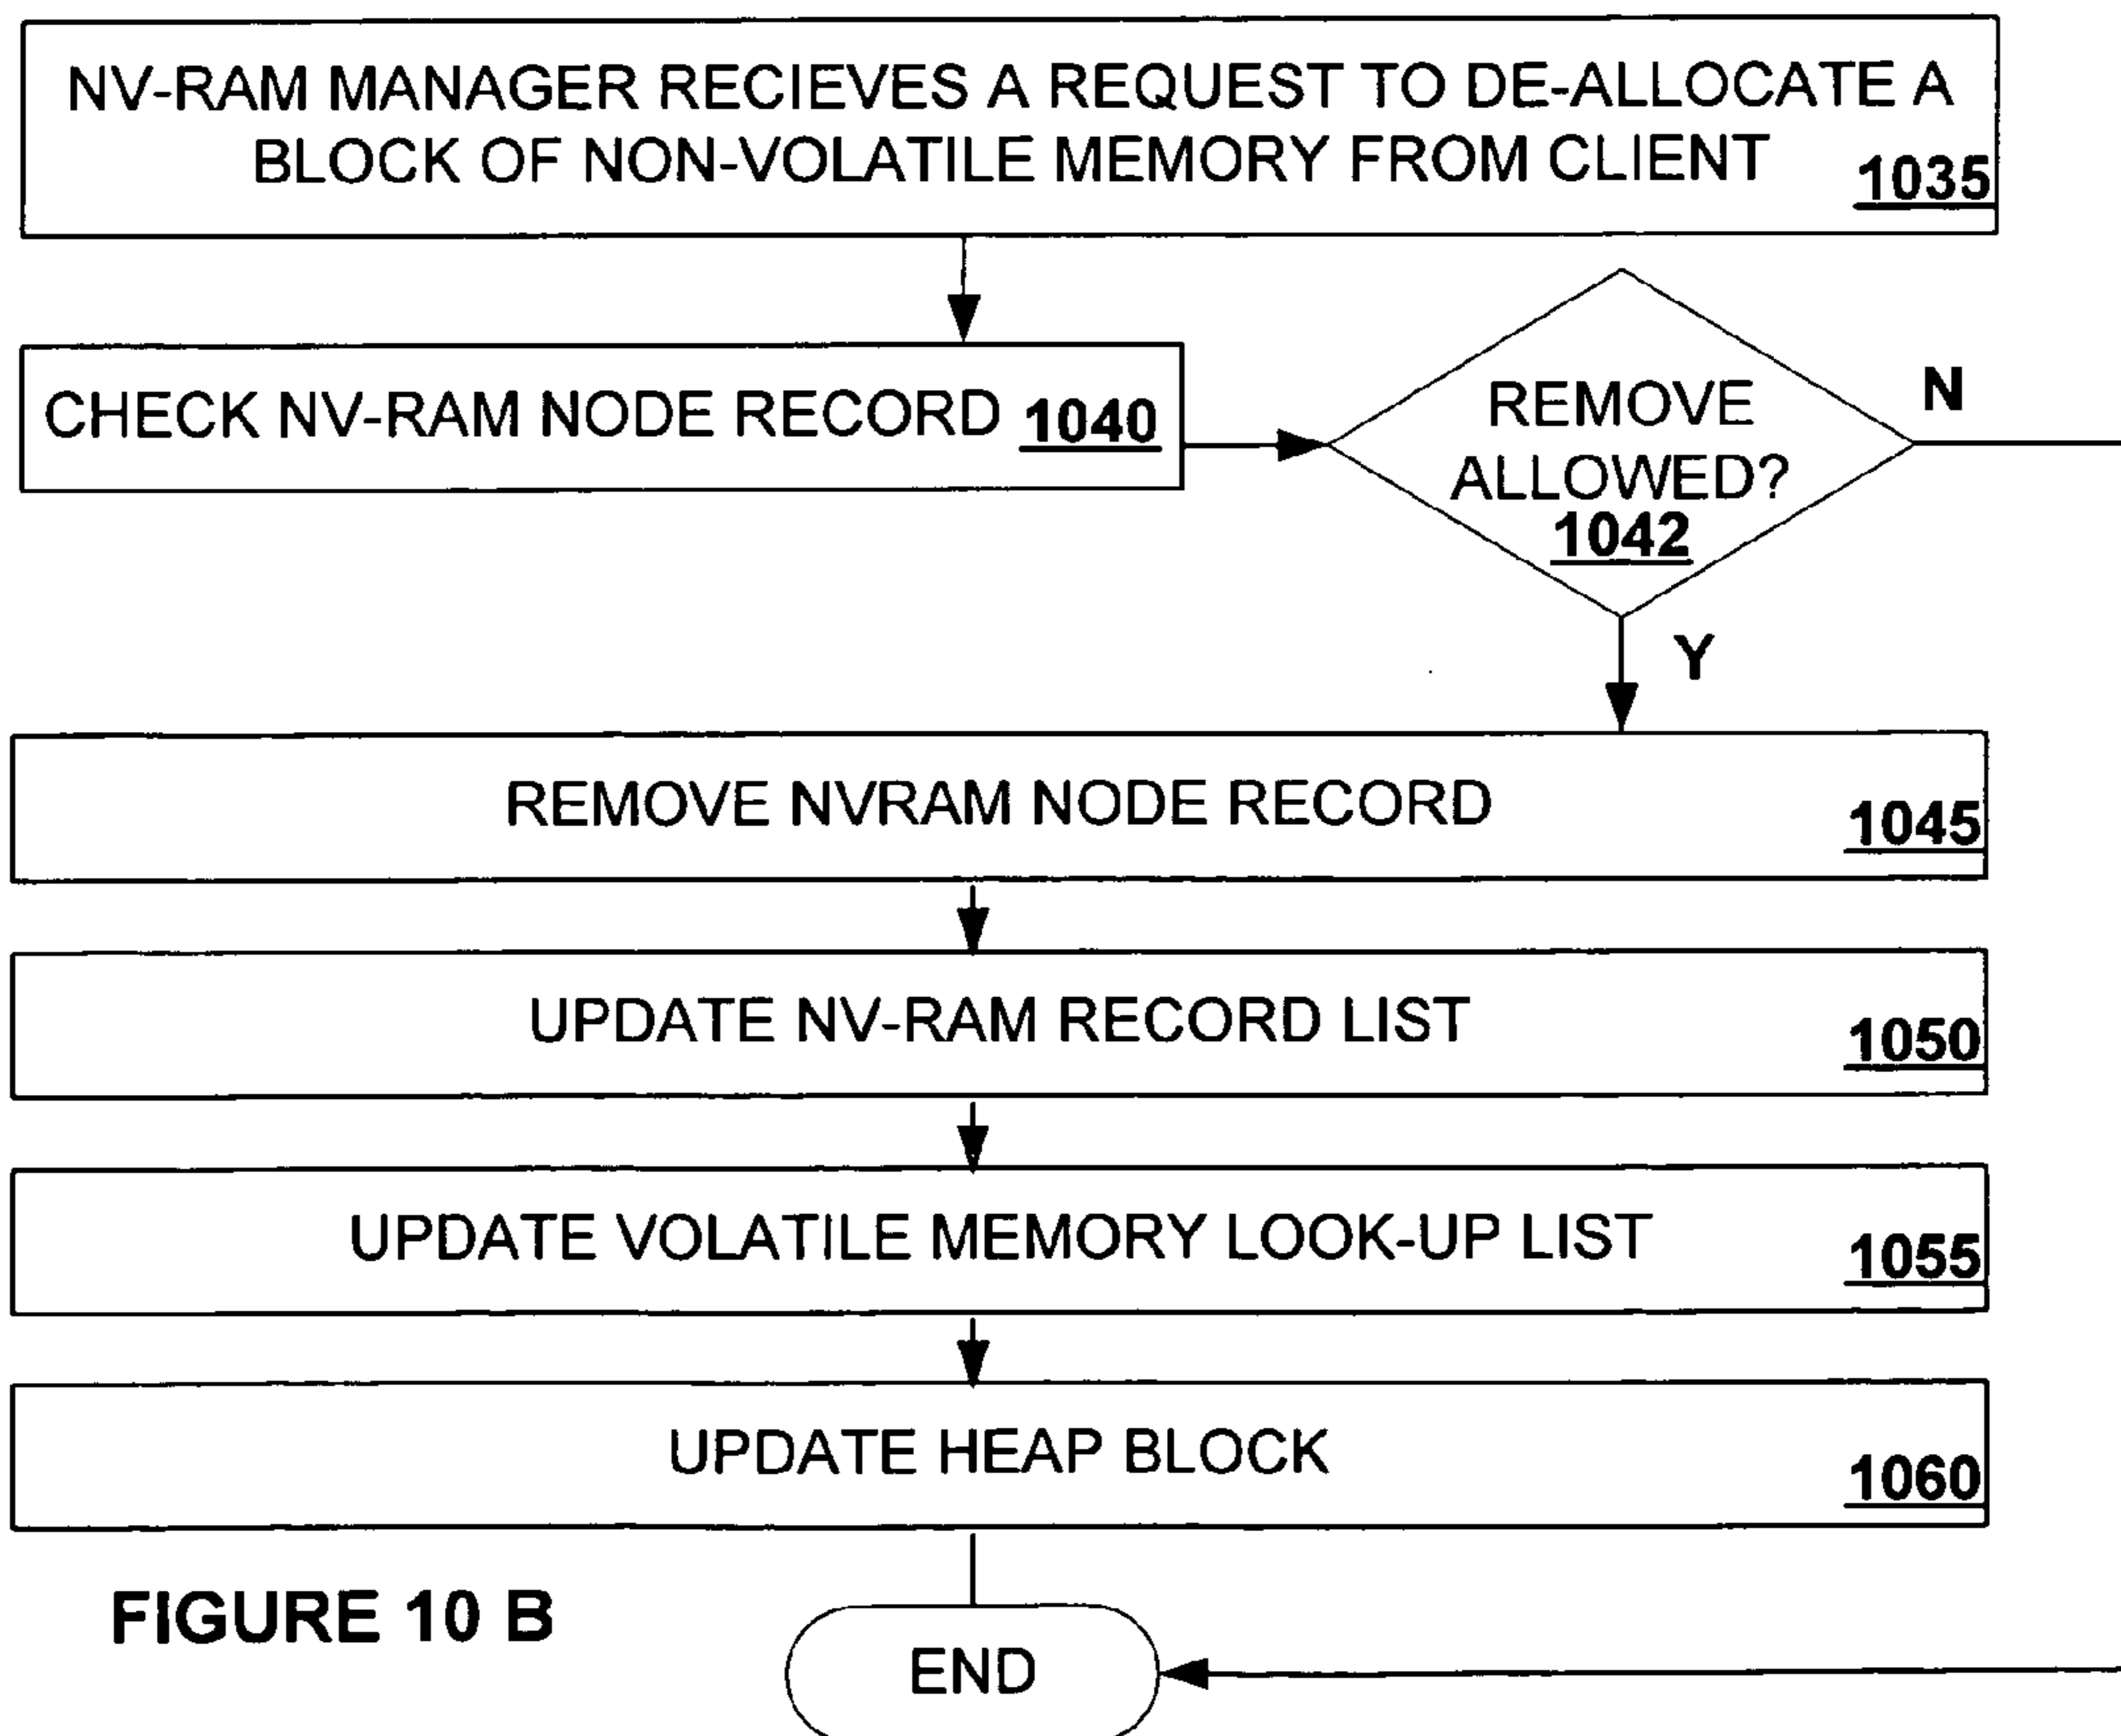 NV-RAM MANAGER RECIEVES A REQUEST TO DE-ALLOCATE A
BLOCK OF NON-VOLATILE MEMORY FROM CLIENT 1035
CHECK NV-RAM NODE RECORD 1040
REMOVE
ALLOWED?
1042
N
Y
REMOVE NVRAM NODE RECORD 1045
UPDATE NV-RAM RECORD LIST 1050
UPDATE VOLATILE MEMORY LOOK-UP LIST 1055
UPDATE HEAP BLOCK 1060
FIGURE 10 B
END